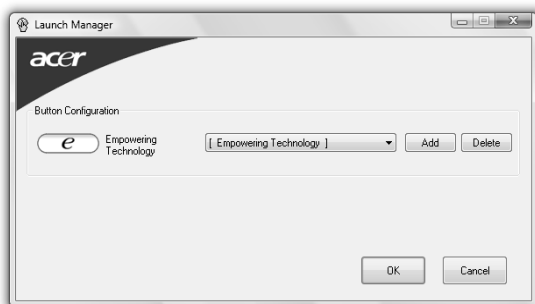 Launch Manager
acer
Button Configuration
e
Empowering
Technology
[ Empowering Technology ]
Add
Delete
OK
Cancel